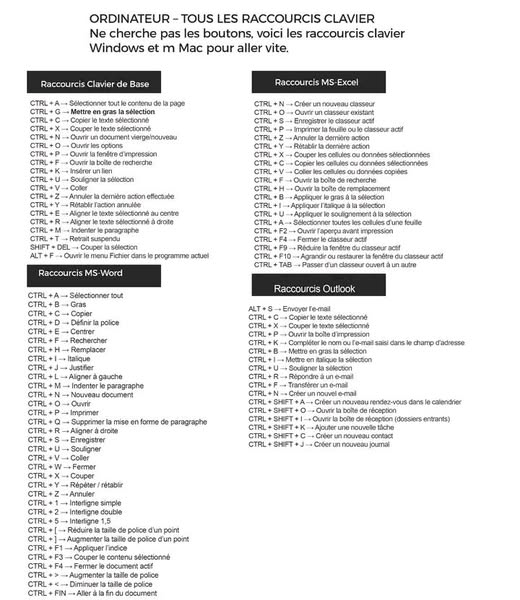 ORDINATEUR – TOUS LES RACCOURCIS CLAVIER
Ne cherche pas les boutons, voici les raccourcis clavier
Windows et m Mac pour aller vite.
Raccourcis Clavier de Base
CTRL + A → Sélectionner tout le contenu de la page
CTRL + G → Mettre en gras la sélection
CTRL + C → Copier le texte sélectionné
CTRL + X → Couper le texte sélectionné
CTRL + N → Ouvrir un document vierge/nouveau
CTRL + O → Ouvrir les options
CTRL + P → Ouvrir la fenêtre d'impression
CTRL + F → Ouvrir la boîte de recherche
CTRL + K → Insérer un lien
CTRL + U → Souligner la sélection
CTRL + V → Coller
CTRL + Z → Annuler la dernière action effectuée
CTRL + Y → Rétablir l'action annulée
CTRL + E → Aligner le texte sélectionné au centre
CTRL + R → Aligner le texte sélectionné à droite
CTRL + M → Indenter le paragraphe
CTRL + T → Retrait suspendu
SHIFT + DEL → Couper la sélection
ALT + F → Ouvrir le menu Fichier dans le programme actuel
Raccourcis MS-Word
CTRL + A → Sélectionner tout
CTRL + B → Gras
CTRL + C → Copier
CTRL + D → Définir la police
CTRL + E → Centrer
CTRL + F → Rechercher
CTRL + H → Remplacer
CTRL + I → Italique
CTRL + J → Justifier
CTRL + L → Aligner à gauche
CTRL + M → Indenter le paragraphe
CTRL + N → Nouveau document
CTRL + O → Ouvrir
CTRL + P → Imprimer
CTRL + Q → Supprimer la mise en forme de paragraphe
CTRL + R → Aligner à droite
CTRL + S → Enregistrer
CTRL + U → Souligner
CTRL + V → Coller
CTRL + W → Fermer
CTRL + X → Couper
CTRL + Y → Répéter / rétablir
CTRL + Z → Annuler
CTRL + 1 → Interligne simple
CTRL + 2 → Interligne double
CTRL + 5 → Interligne 1,5
CTRL + [ → Réduire la taille de police d'un point
CTRL + ] → Augmenter la taille de police d'un point
CTRL + F1 → Appliquer l'indice
CTRL + F3 → Couper le contenu sélectionné
CTRL + F4 → Fermer le document actif
CTRL + > → Augmenter la taille de police
CTRL + < → Diminuer la taille de police
CTRL + FIN → Aller à la fin du document
Raccourcis MS-Excel
CTRL + N → Créer un nouveau classeur
CTRL + O → Ouvrir un classeur existant
CTRL + S → Enregistrer le classeur actif
CTRL + P → Imprimer la feuille ou le classeur actif
CTRL + Z → Annuler la dernière action
CTRL + Y → Rétablir la dernière action
CTRL + X → Couper les cellules ou données sélectionnées
CTRL + C → Copier les cellules ou données sélectionnées
CTRL + V → Coller les cellules ou données copiées
CTRL + F → Ouvrir la boîte de recherche
CTRL + H → Ouvrir la boîte de remplacement
CTRL + B → Appliquer le gras à la sélection
CTRL + I → Appliquer l'italique à la sélection
CTRL + U → Appliquer le soulignement à la sélection
CTRL + A → Sélectionner toutes les cellules d'une feuille
CTRL + F2 → Ouvrir l'aperçu avant impression
CTRL + F4 → Fermer le classeur actif
CTRL + F9 → Réduire la fenêtre du classeur actif
CTRL + F10 → Agrandir ou restaurer la fenêtre du classeur actif
CTRL + TAB → Passer d'un classeur ouvert à un autre
Raccourcis Outlook
ALT + S → Envoyer l'e-mail
CTRL + C → Copier le texte sélectionné
CTRL + X → Couper le texte sélectionné
CTRL + P → Ouvrir la boîte d'impression
CTRL + K → Compléter le nom ou l'e-mail saisi dans le champ d'adresse
CTRL + B → Mettre en gras la sélection
CTRL + I → Mettre en italique la sélection
CTRL + U → Souligner la sélection
CTRL + R → Répondre à un e-mail
CTRL + F → Transférer un e-mail
CTRL + N → Créer un nouvel e-mail
CTRL + SHIFT + A → Créer un nouveau rendez-vous dans le calendrier
CTRL + SHIFT + O → Ouvrir la boîte de réception
CTRL + SHIFT + I → Ouvrir la boîte de réception (dossiers entrants)
CTRL + SHIFT + K → Ajouter une nouvelle tâche
CTRL + SHIFT + C → Créer un nouveau contact
CTRL + SHIFT + J → Créer un nouveau journal